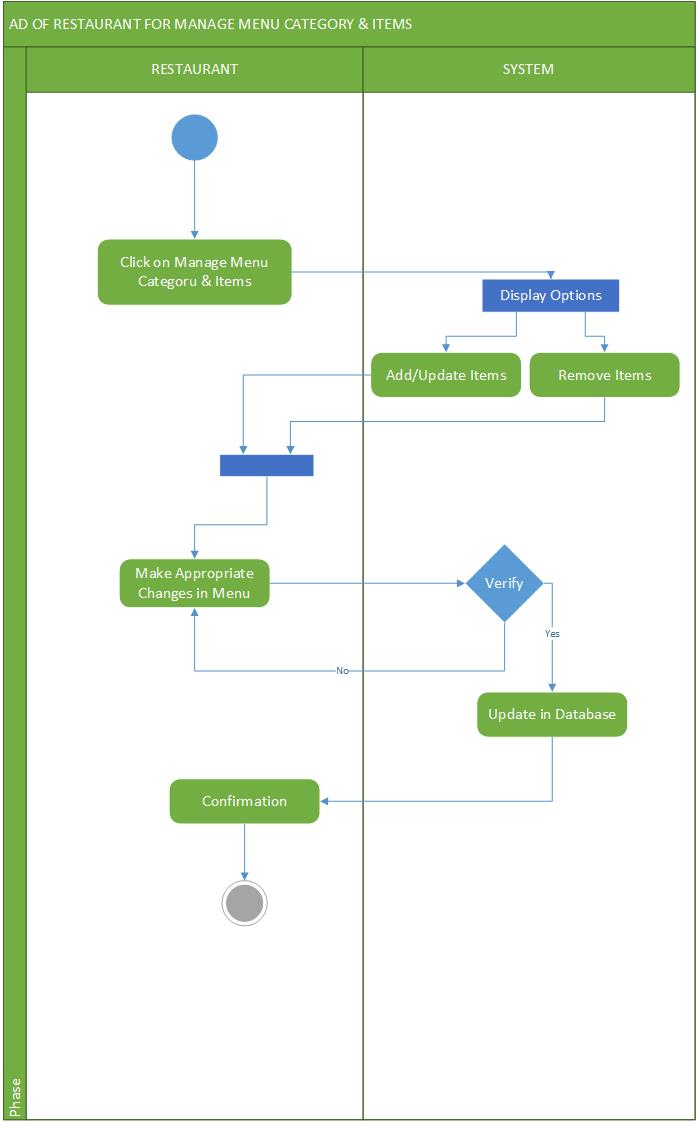 AD OF RESTAURANT FOR MANAGE MENU CATEGORY & ITEMS
RESTAURANT
SYSTEM
Click on Manage Menu
Categoru & Items
Display Options
Add/Update Items
Remove Items
Make Appropriate
Changes in Menu
Verify
Yes
No
Update in Database
Confirmation
Phase